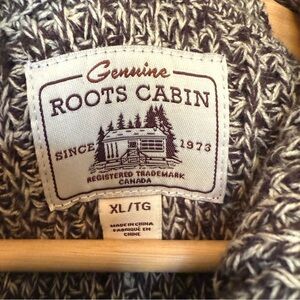 Genuine
ROOTS CABIN
SINCE 1973
REGISTERED TRADEMARK
CANADA
XL/TG
MADE IN CHINA
FABRIQUÉ EN
CHINE